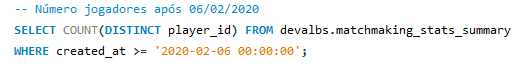 -- Número jogadores após 06/02/2020
SELECT COUNT(DISTINCT player_id) FROM devalbs.matchmaking_stats_summary
WHERE created_at >= '2020-02-06 00:00:00';